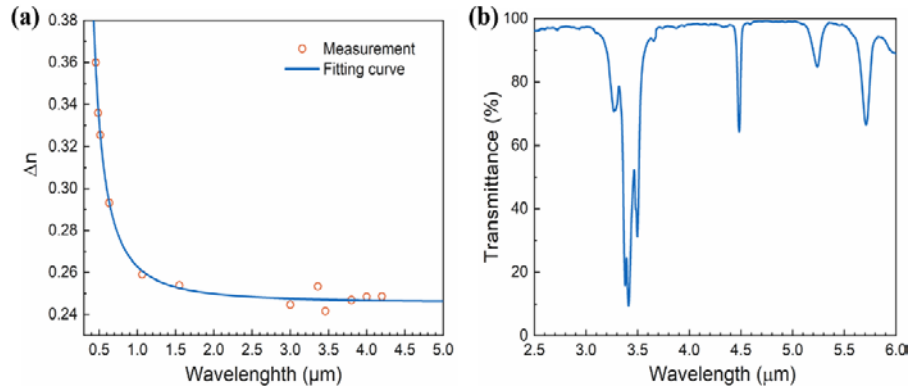 (a)
0.38
0.36
0.34
0.32
0.30
0.28
0.26
0.24
Δn
Measurement
Fitting curve
0.5 1.0 1.5 2.0 2.5 3.0 3.5 4.0 4.5 5.0
Wavelenghth (μm)
(b)
100
80
60
40
20
0
Transmittance (%)
2.5 3.0 3.5 4.0 4.5 5.0 5.5 6.0
Wavelength (μm)